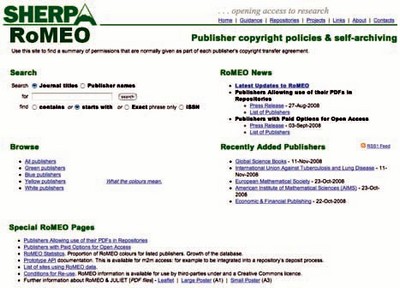 SHERPA
RoMEO
. . . opening access to research
Home | Guidance | Repositories | Projects | Links | About | Contacts
Publisher copyright policies & self-archiving
Use this site to find a summary of permissions that are normally given as part of each publisher's copyright transfer agreement.
Search
Search Journal titles Publisher names
for search
find contains or starts with or Exact phrase only ISSN
RoMEO News
Latest Updates to RoMEO
Publishers Allowing use of their PDFs in
Repositories
Press Release - 27-Aug-2008
List of Publishers
Publishers with Paid Options for Open Access
Press Release - 03-Sept-2008
List of Publishers
Browse
All publishers
Green publishers
Blue publishers
Yellow publishers What the colours mean.
White publishers
Recently Added Publishers
RSS1 Feed
Global Science Books - 11-Nov-2008
International Union Against Tuberculosis and Lung Disease - 11-
Nov-2008
European Mathematical Society - 23-Oct-2008
American Institute of Mathematical Sciences (AIMS) - 23-Oct-
2008
Economic & Financial Publishing - 22-Oct-2008
Special RoMEO Pages
Publishers Allowing use of their PDFs in Repositories
Publishers with Paid Options for Open Access
RoMEO Statistics. Proportion of RoMEO colours for listed publishers. Growth of the database.
Prototype API documentation. This is available for m2m access: for example to be integrated into a repository's deposit process.
List of sites using RoMEO data.
Conditions for Re-use. RoMEO information is available for use by third-parties under and a Creative Commons licence.
Further information about RoMEO & JULIET [PDF files] - Leaflet | Large Poster (A1) | Small Poster (A3)